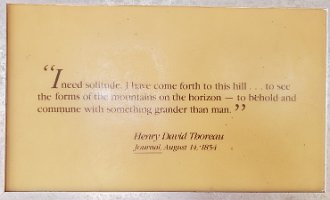 “I need solitude. I have come forth to this hill . . . to see
the forms of the mountains on the horizon — to behold and
commune with something grander than man.”
Henry David Thoreau
Journal, August 14, 1854